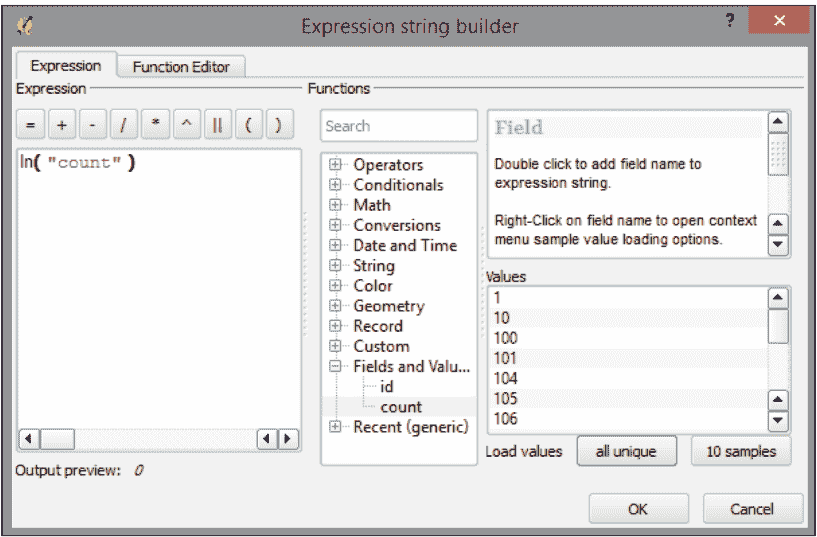 Expression string builder
?
×
Expression
Function Editor
Expression
Functions
= + - / * ^ || ( )
Search
ln( "count" )
Operators
Conditionals
Math
Conversions
Date and Time
String
Color
Geometry
Record
Custom
Fields and Valu...
id
count
Recent (generic)
Field
Double click to add field name to
expression string.
Right-Click on field name to open context
menu sample value loading options.
Values
1
10
100
101
104
105
106
Load values
all unique
10 samples
Output preview: 0
OK
Cancel